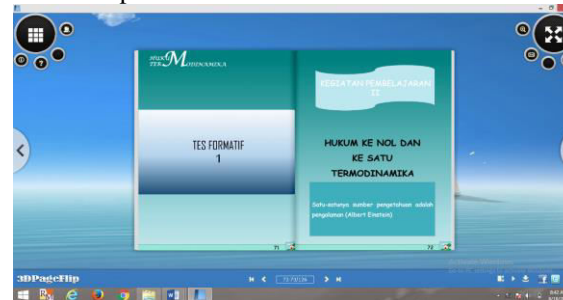 TERMODINAMIKA
TES FORMATIF
1
71
KEGIATAN PEMBELAJARAN
II
HUKUM KE NOL DAN
KE SATU
TERMODINAMIKA
Satu-satunya sumber pengetahuan adalah
pengalaman (Albert Einstein)
72
3DPageFlip